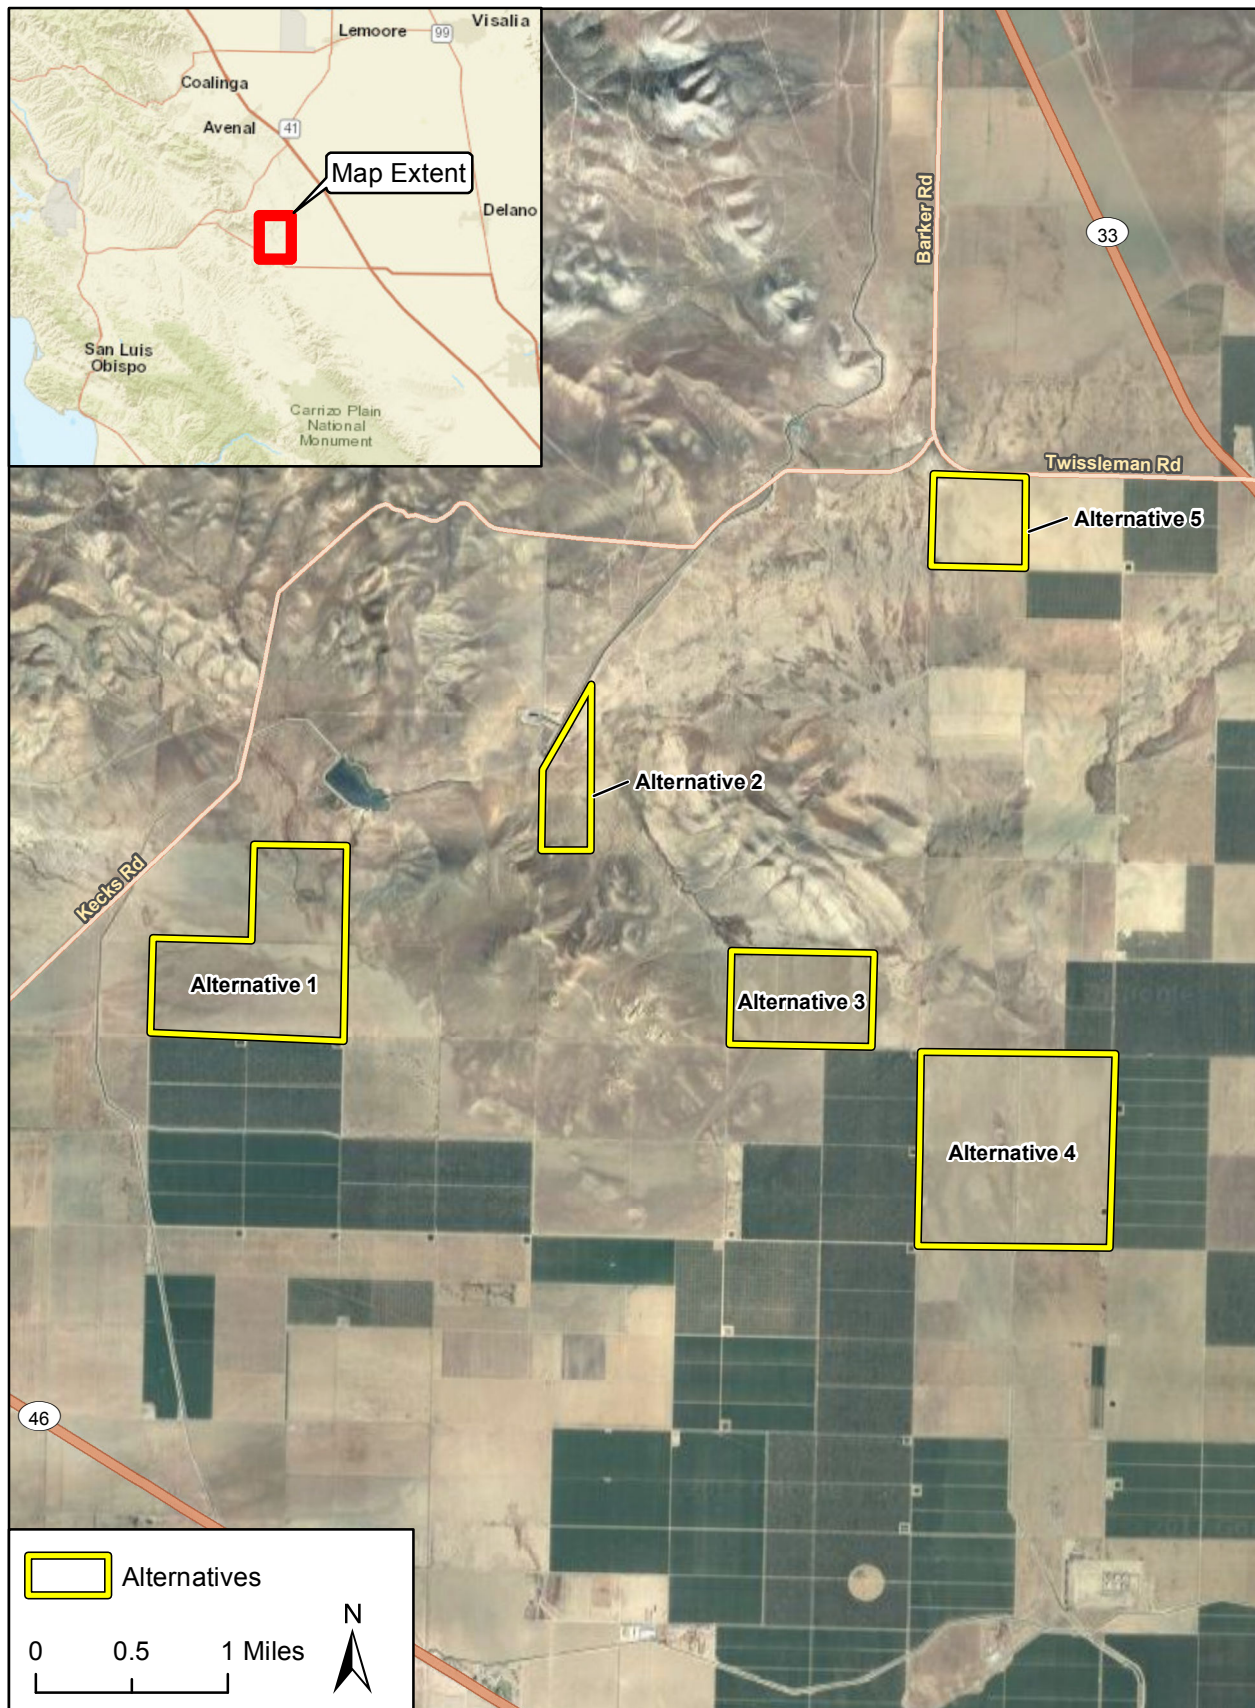 Visalia
Lemoore
99
Coalinga
Avenal
41
Map Extent
Delano
San Luis
Obispo
Carrizo Plain
National
Monument
Barker Rd
33
Twissleman Rd
Alternative 5
Alternative 2
Kecks Rd
Alternative 1
Alternative 3
Alternative 4
46
Alternatives
N
0 0.5 1 Miles